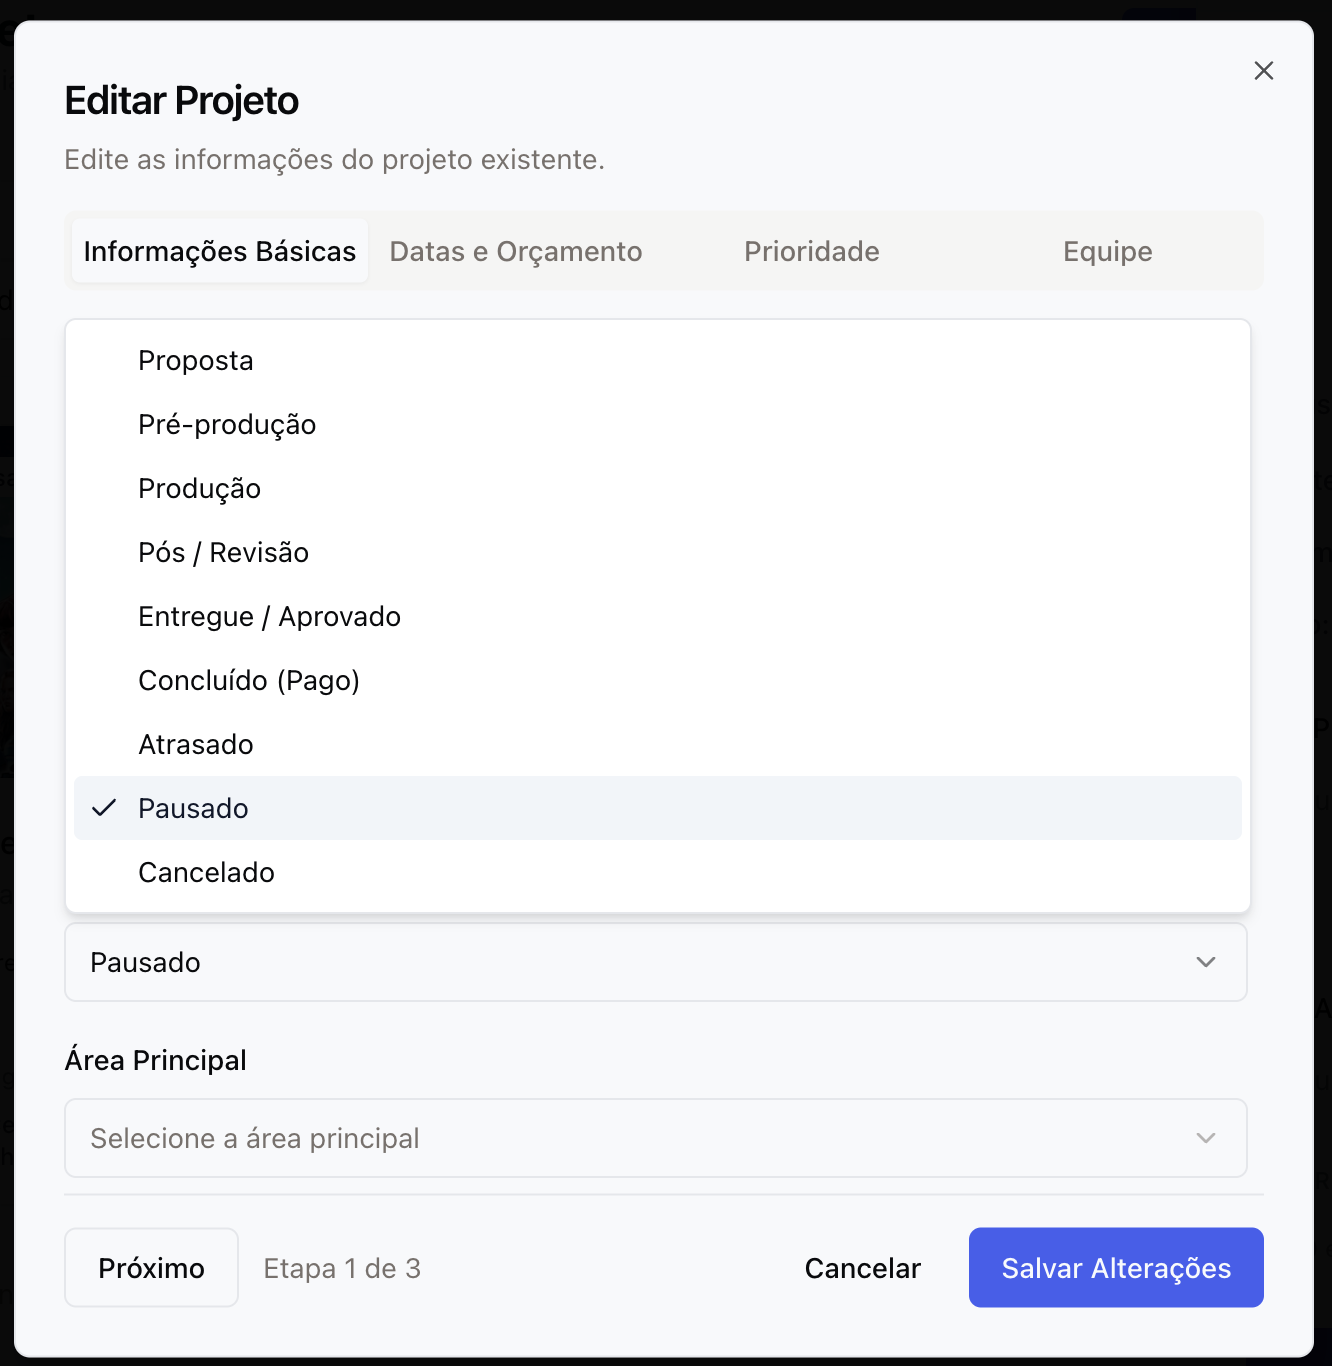 Editar Projeto
Edite as informações do projeto existente.
Informações Básicas
Datas e Orçamento
Prioridade
Equipe
Proposta
Pré-produção
Produção
Pós / Revisão
Entregue / Aprovado
Concluído (Pago)
Atrasado
Pausado
Cancelado
Pausado
Área Principal
Selecione a área principal
Próximo
Etapa 1 de 3
Cancelar
Salvar Alterações